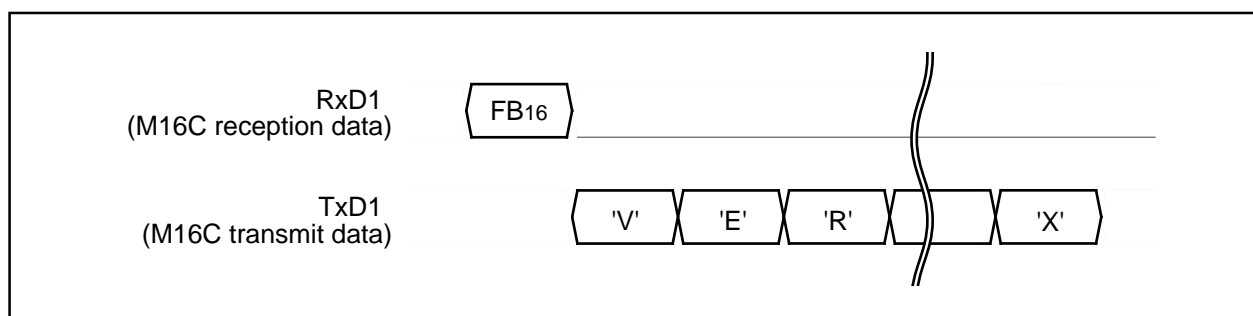 RxD1
(M16C reception data)
FB16
TxD1
(M16C transmit data)
'V' 'E' 'R' 'X'